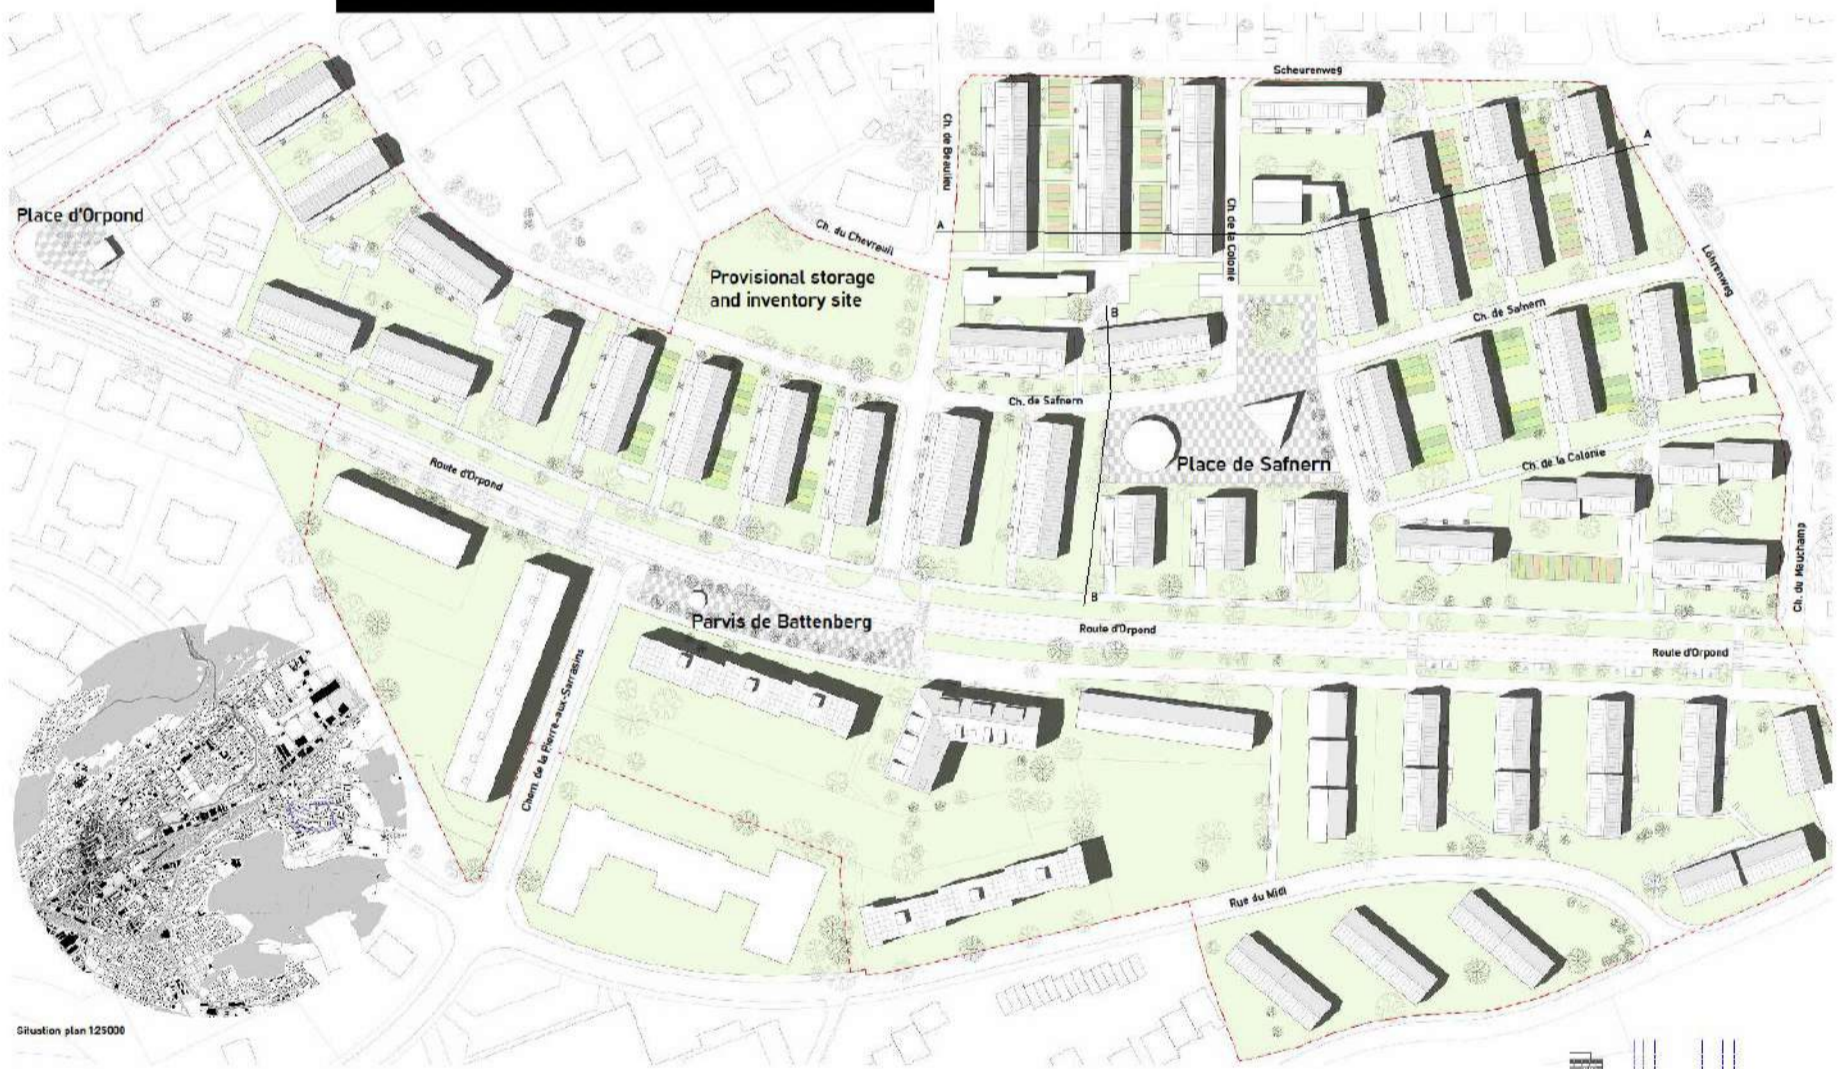 Scheurenweg
A
Ch. de Beaulieu
Place d'Orpond
Ch. de la Colonie
A
Ch. du Chevreuil
Löhrenweg
Provisional storage
and inventory site
Ch. de Safnern
B
Ch. de Safnern
Place de Safnern
Ch. de la Colonie
Route d'Orpond
Ch. du Mauchamp
B
Parvis de Battenberg
Route d'Orpond
Route d'Orpond
Chem. de la Pierre-aux-Sarrasins
Rue du Midi
Situation plan 1:25000